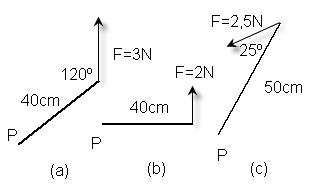 F=3N
120º
40cm
P
(a)
F=2N
40cm
P
(b)
F=2,5N
25º
50cm
P
(c)